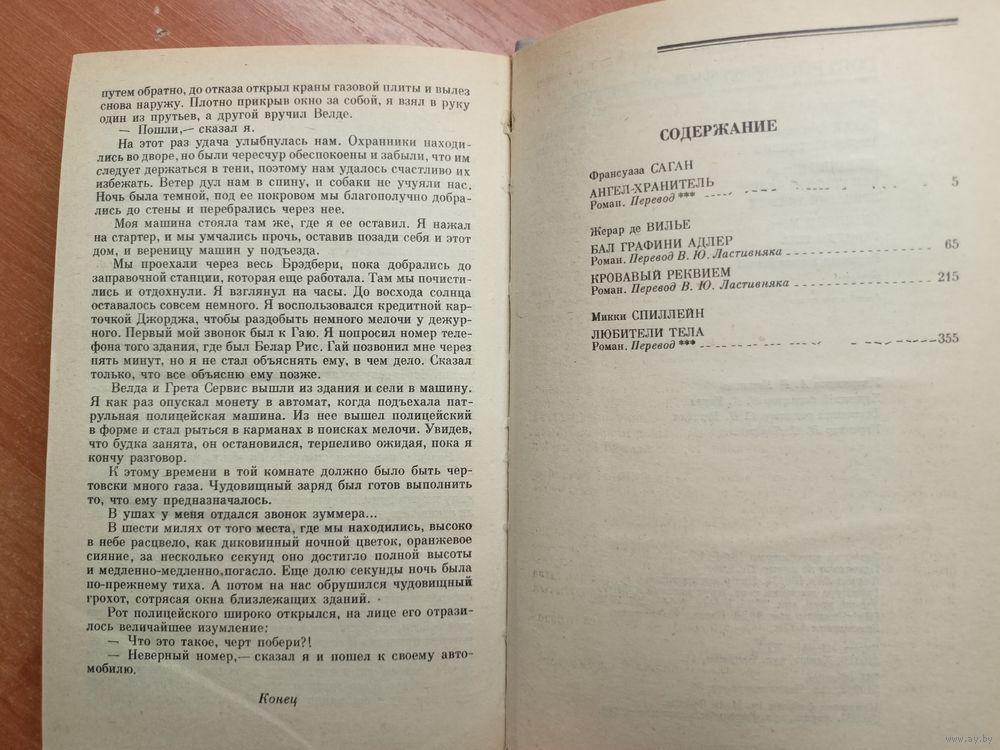 путем обратно, до отказа открыл краны газовой плиты и вылез
снова наружу. Плотно прикрыв окно за собой, я взял в руку
один из прутьев, а другой вручил Велде.
— Пошли,— сказал я.
На этот раз удача улыбнулась нам. Охранники находи-
лись во дворе, но были чересчур обеспокоены и забыли, что им
следует держаться в тени, поэтому нам удалось счастливо их
избежать. Ветер дул нам в спину, и собаки не учуяли нас.
Ночь была темной, под ее покровом мы благополучно добра-
лись до стены и перебрались через нее.
Моя машина стояла там же, где я ее оставил. Я нажал
на стартер, и мы умчались прочь, оставив позади себя и этот
дом, и вереницу машин у подъезда.
Мы проехали через весь Брэдбери, пока добрались до
заправочной станции, которая еще работала. Там мы почисти-
лись и отдохнули. Я взглянул на часы. До восхода солнца
оставалось совсем немного. Я воспользовался кредитной кар-
точкой Джорджа, чтобы раздобыть немного мелочи у дежур-
ного. Первый мой звонок был к Гаю. Я попросил номер теле-
фона того здания, где был Белар Рис. Гай позвонил мне через
пять минут, но я не стал объяснять ему, в чем дело. Сказал
только, что все объясню ему позже.
Велда и Грета Сервис вышли из здания и сели в машину.
Я как раз опускал монету в автомат, когда подъехала пат-
рульная полицейская машина. Из нее вышел полицейский
в форме и стал рыться в карманах в поисках мелочи. Увидев,
что будка занята, он остановился, терпеливо ожидая, пока я
кончу разговор.
К этому времени в той комнате должно было быть чер-
товски много газа. Чудовищный заряд был готов выполнить
то, что ему предназначалось.
В ушах у меня отдался звонок зуммера...
В шести милях от того места, где мы находились, высоко
в небе расцвело, как диковинный ночной цветок, оранжевое
сияние, за несколько секунд оно достигло полной высоты
и медленно-медленно погасло. Еще долю секунды ночь была
по-прежнему тиха. А потом на нас обрушился чудовищный
грохот, сотрясая окна близлежащих зданий.
Рот полицейского широко открылся, на лице его отрази-
лось величайшее изумление:
— Что это такое, черт побери?!
— Неверный номер,— сказал я и пошел к своему авто-
мобилю.
Конец
СОДЕРЖАНИЕ
Франсуаза САГАН
АНГЕЛ-ХРАНИТЕЛЬ
Роман. Перевод *** 5
Жерар де ВИЛЬЕ
БАЛ ГРАФИНИ АДЛЕР
Роман. Перевод В. Ю. Ластивняка 65
КРОВАВЫЙ РЕКВИЕМ
Роман. Перевод В. Ю. Ластивняка 215
Микки СПИЛЛЕЙН
ЛЮБИТЕЛИ ТЕЛА
Роман. Перевод *** 355
www.ay.by